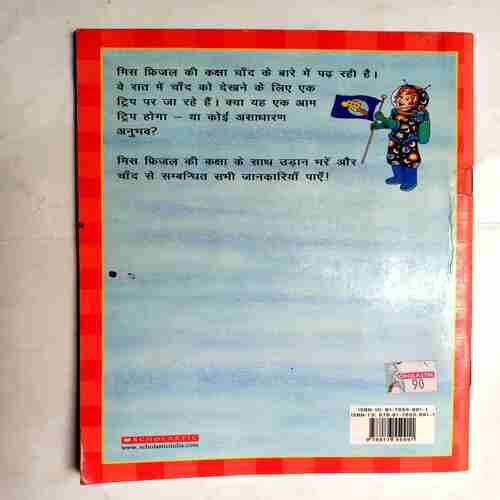 मिस फ्रिजल की कक्षा चाँद के बारे में पढ़ रही है।
वे रात में चाँद को देखने के लिए एक
ट्रिप पर जा रहे हैं। क्या यह एक आम
ट्रिप होगा – या कोई असाधारण
अनुभव?
मिस फ्रिजल की कक्षा के साथ उड़ान भरें और
चाँद से सम्बन्धित सभी जानकारियाँ पाएँ!
SCHOLASTIC
90
SCHOLASTIC
www.scholasticindia.com